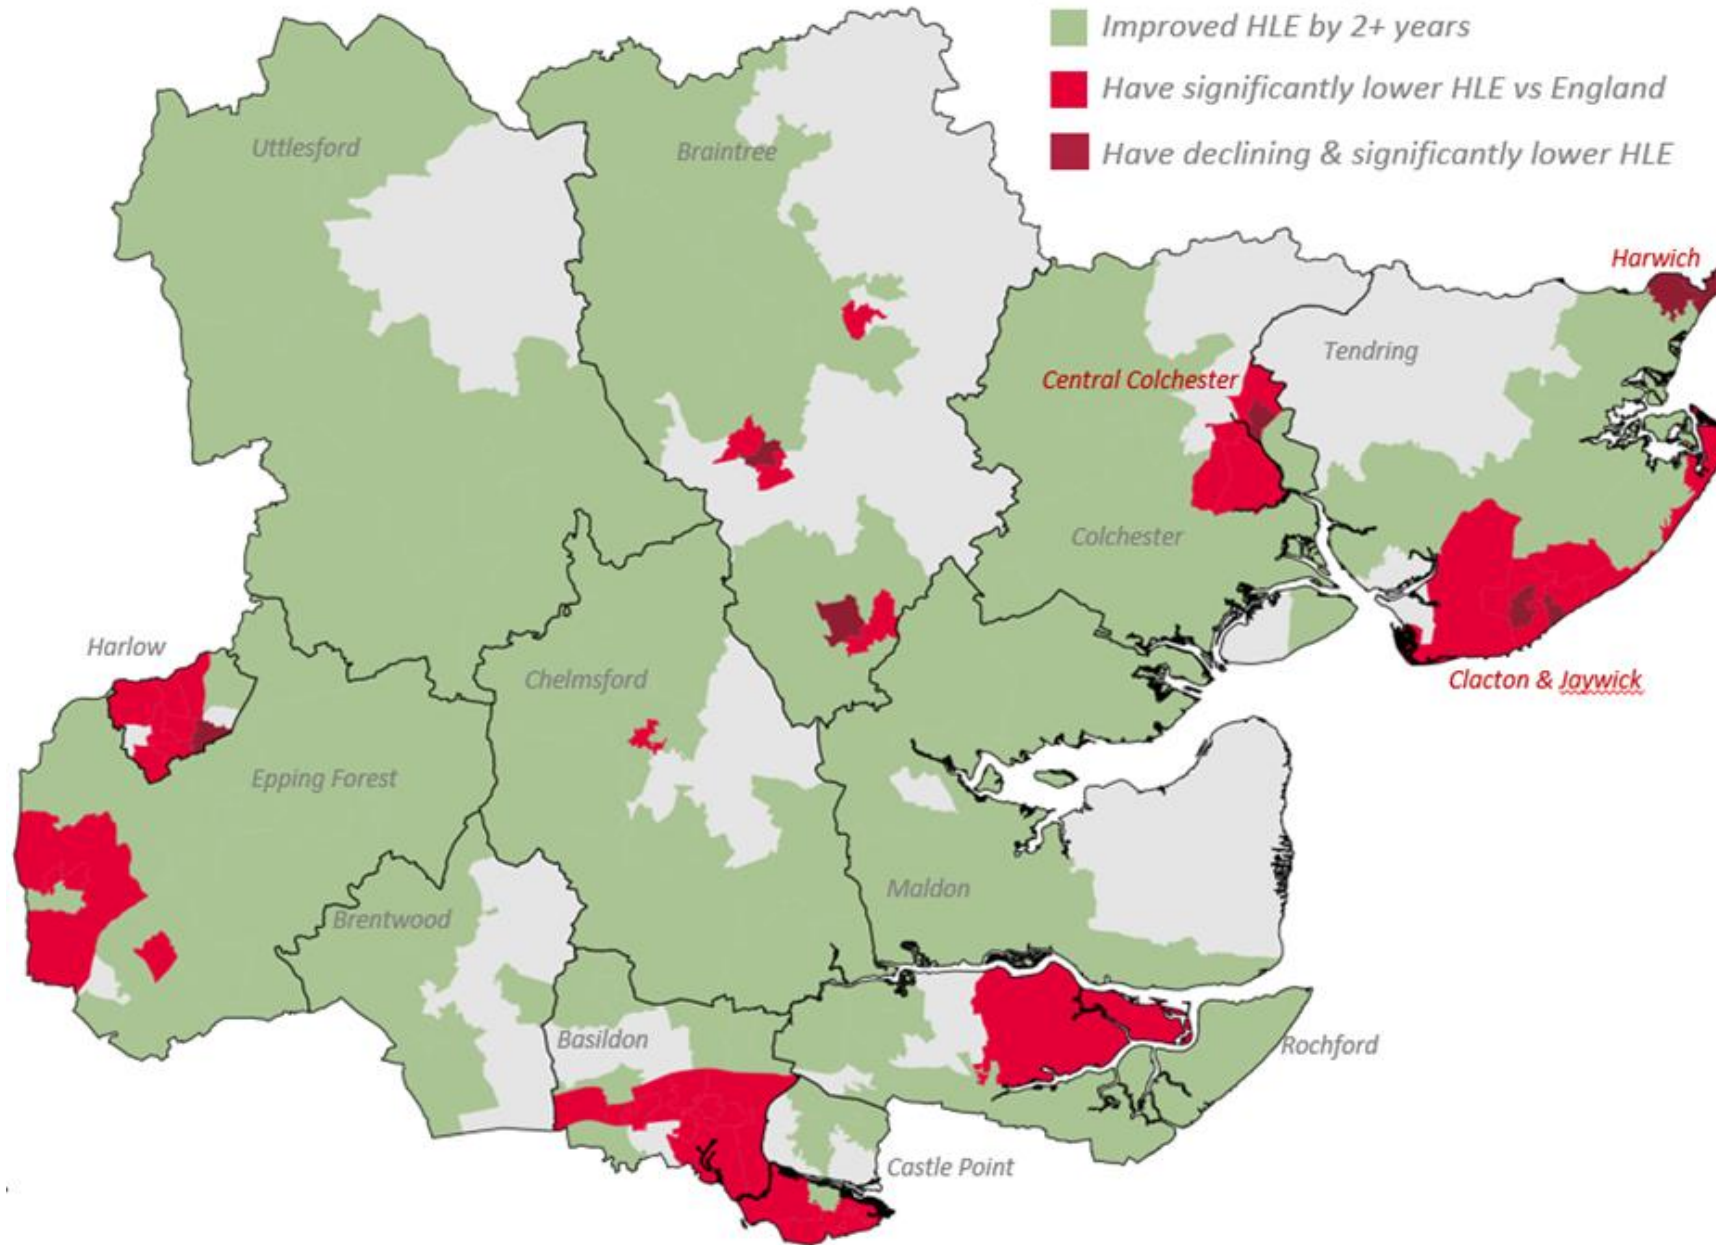 Improved HLE by 2+ years
Have significantly lower HLE vs England
Have declining & significantly lower HLE
Uttlesford
Braintree
Harwich
Tendring
Central Colchester
Colchester
Harlow
Chelmsford
Clacton & Jaywick
Epping Forest
Maldon
Brentwood
Basildon
Rochford
Castle Point